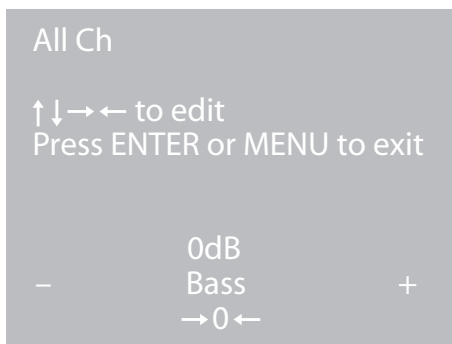 All Ch
↑↓→← to edit
Press ENTER or MENU to exit
0dB
– Bass +
→0←